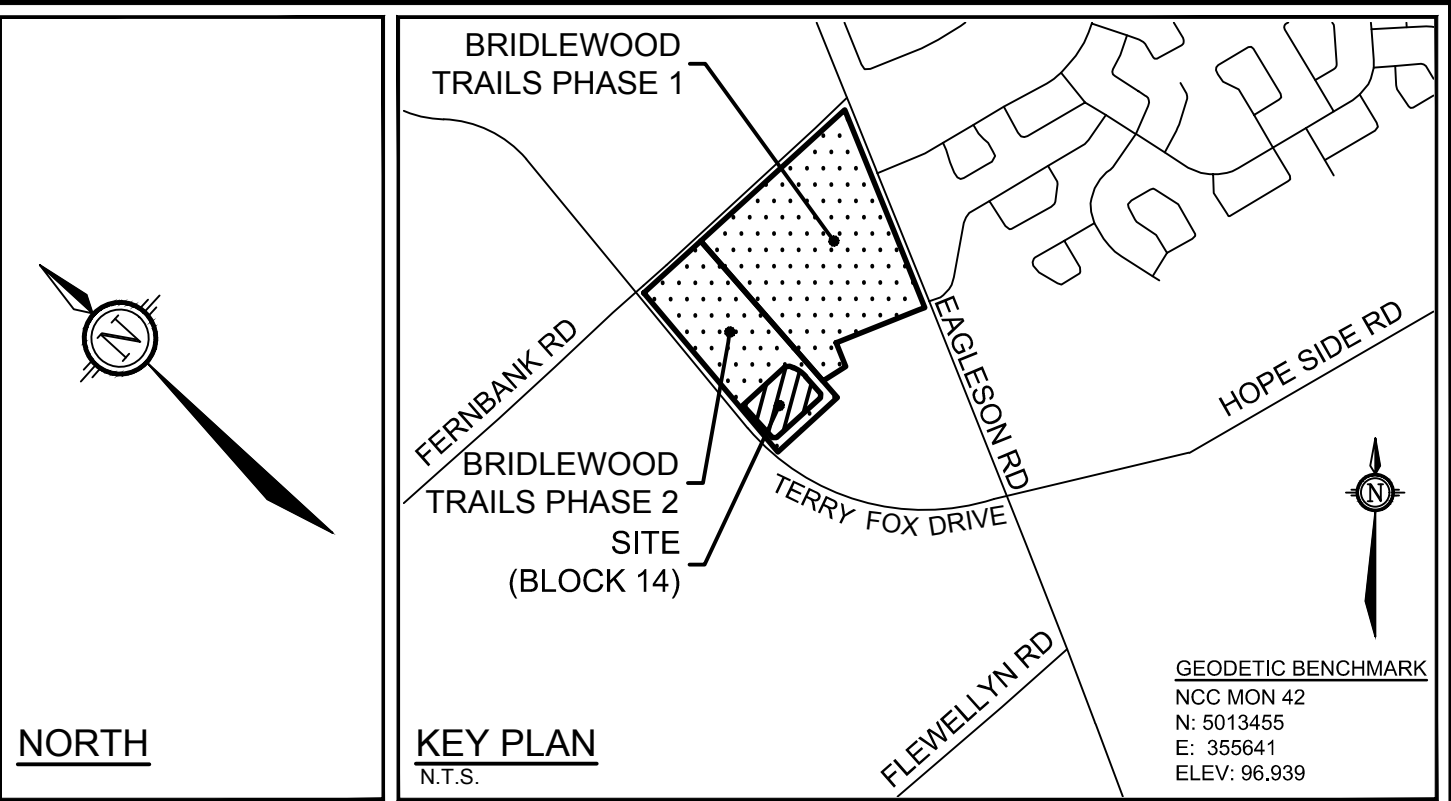 N
NORTH
BRIDLEWOOD
TRAILS PHASE 1
FERNBANK RD
EAGLESON RD
HOPE SIDE RD
BRIDLEWOOD
TRAILS PHASE 2
SITE
(BLOCK 14)
TERRY FOX DRIVE
N
FLEWELLYN RD
GEODETIC BENCHMARK
NCC MON 42
N: 5013455
E: 355641
ELEV: 96.939
KEY PLAN
N.T.S.